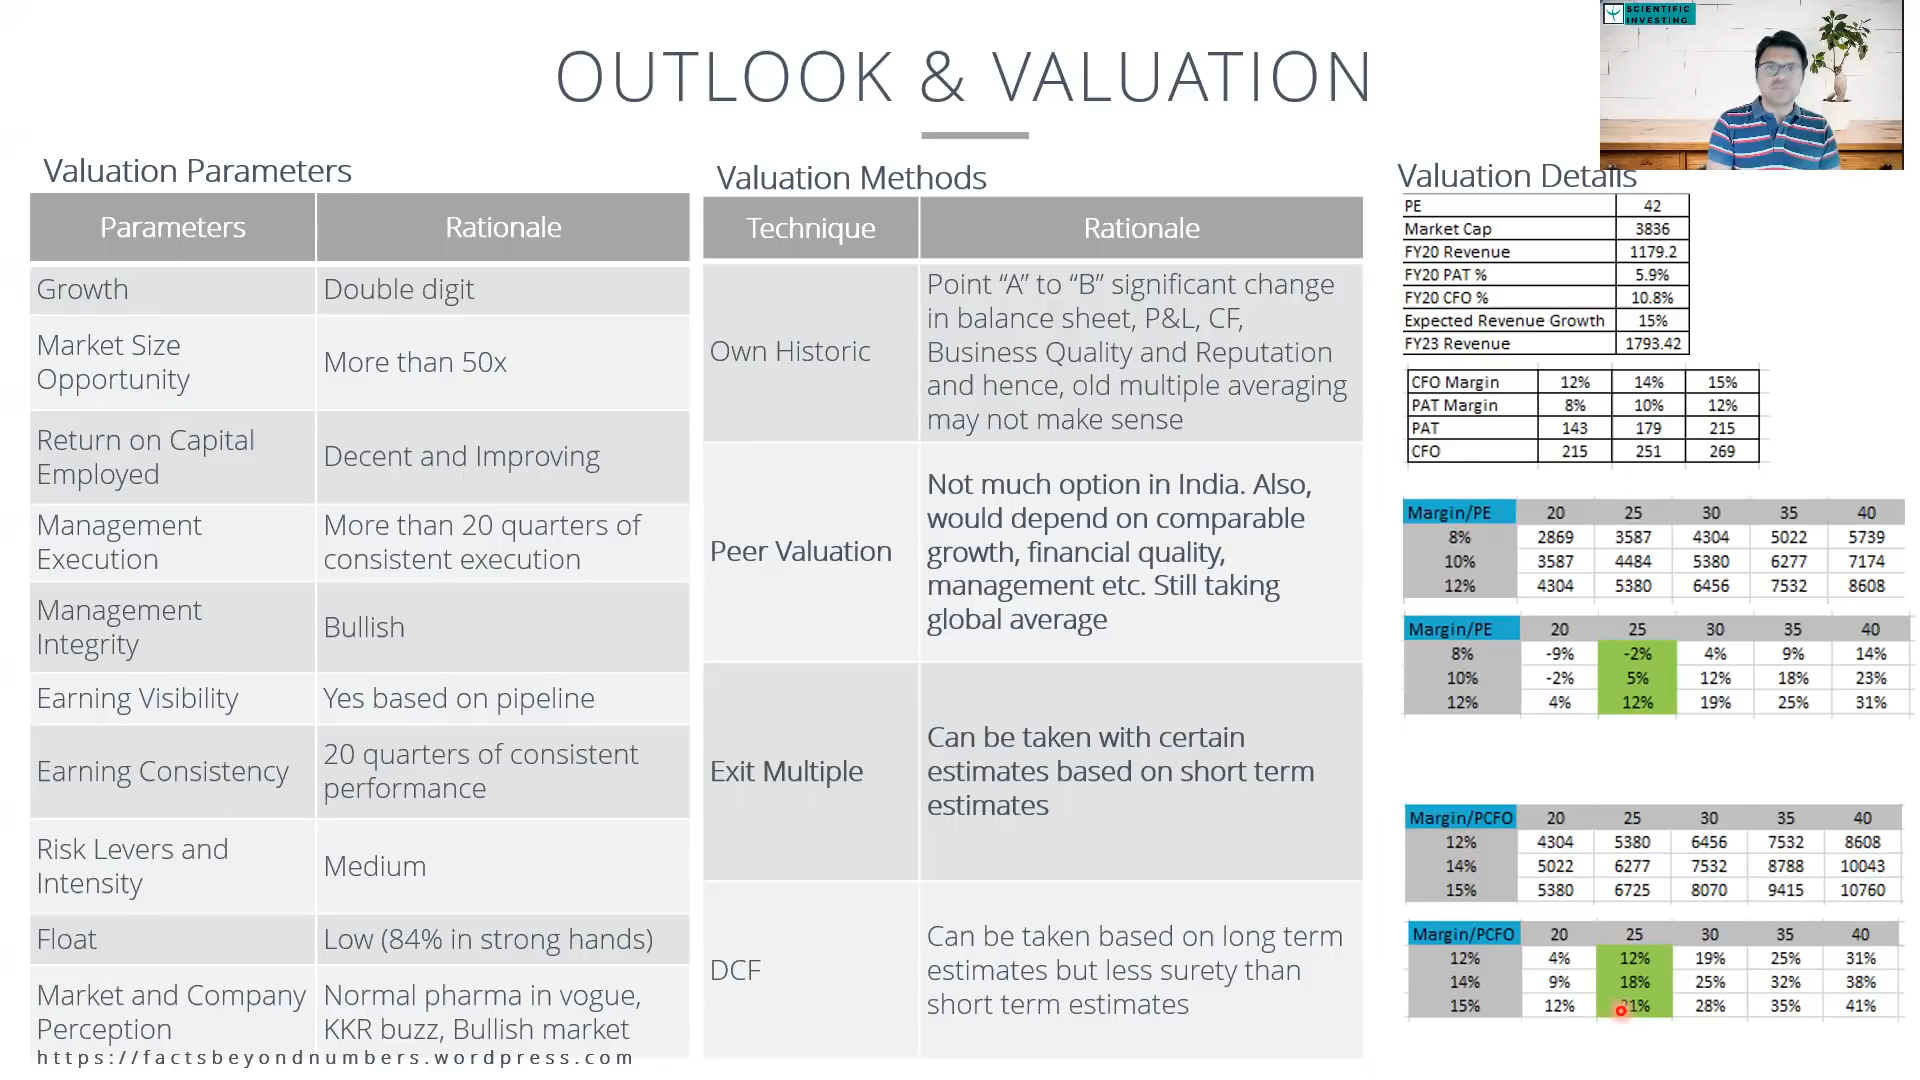 SCIENTIFIC
INVESTING
OUTLOOK & VALUATION
Valuation Parameters
Parameters Rationale
Growth Double digit
Market Size
Opportunity
More than 50x
Return on Capital
Employed
Decent and Improving
Management
Execution
More than 20 quarters of
consistent execution
Management
Integrity
Bullish
Earning Visibility Yes based on pipeline
Earning Consistency
20 quarters of consistent
performance
Risk Levers and
Intensity
Medium
Float Low (84% in strong hands)
Market and Company
Perception
Normal pharma in vogue,
KKR buzz, Bullish market
https://factsbeyondnumbers.wordpress.com
Valuation Methods
Technique Rationale
Own Historic
Point “A” to “B” significant change
in balance sheet, P&L, CF,
Business Quality and Reputation
and hence, old multiple averaging
may not make sense
Peer Valuation
Not much option in India. Also,
would depend on comparable
growth, financial quality,
management etc. Still taking
global average
Exit Multiple
Can be taken with certain
estimates based on short term
estimates
DCF
Can be taken based on long term
estimates but less surety than
short term estimates
Valuation Details
PE 42
Market Cap 3836
FY20 Revenue 1179.2
FY20 PAT % 5.9%
FY20 CFO % 10.8%
Expected Revenue Growth 15%
FY23 Revenue 1793.42
CFO Margin 12% 14% 15%
PAT Margin 8% 10% 12%
PAT 143 179 215
CFO 215 251 269
Margin/PE 20 25 30 35 40
8% 2869 3587 4304 5022 5739
10% 3587 4484 5380 6277 7174
12% 4304 5380 6456 7532 8608
Margin/PE 20 25 30 35 40
8% -9% -2% 4% 9% 14%
10% -2% 5% 12% 18% 23%
12% 4% 12% 19% 25% 31%
Margin/PCFO 20 25 30 35 40
12% 4304 5380 6456 7532 8608
14% 5022 6277 7532 8788 10043
15% 5380 6725 8070 9415 10760
Margin/PCFO 20 25 30 35 40
12% 4% 12% 19% 25% 31%
14% 9% 18% 25% 32% 38%
15% 12% 21% 28% 35% 41%